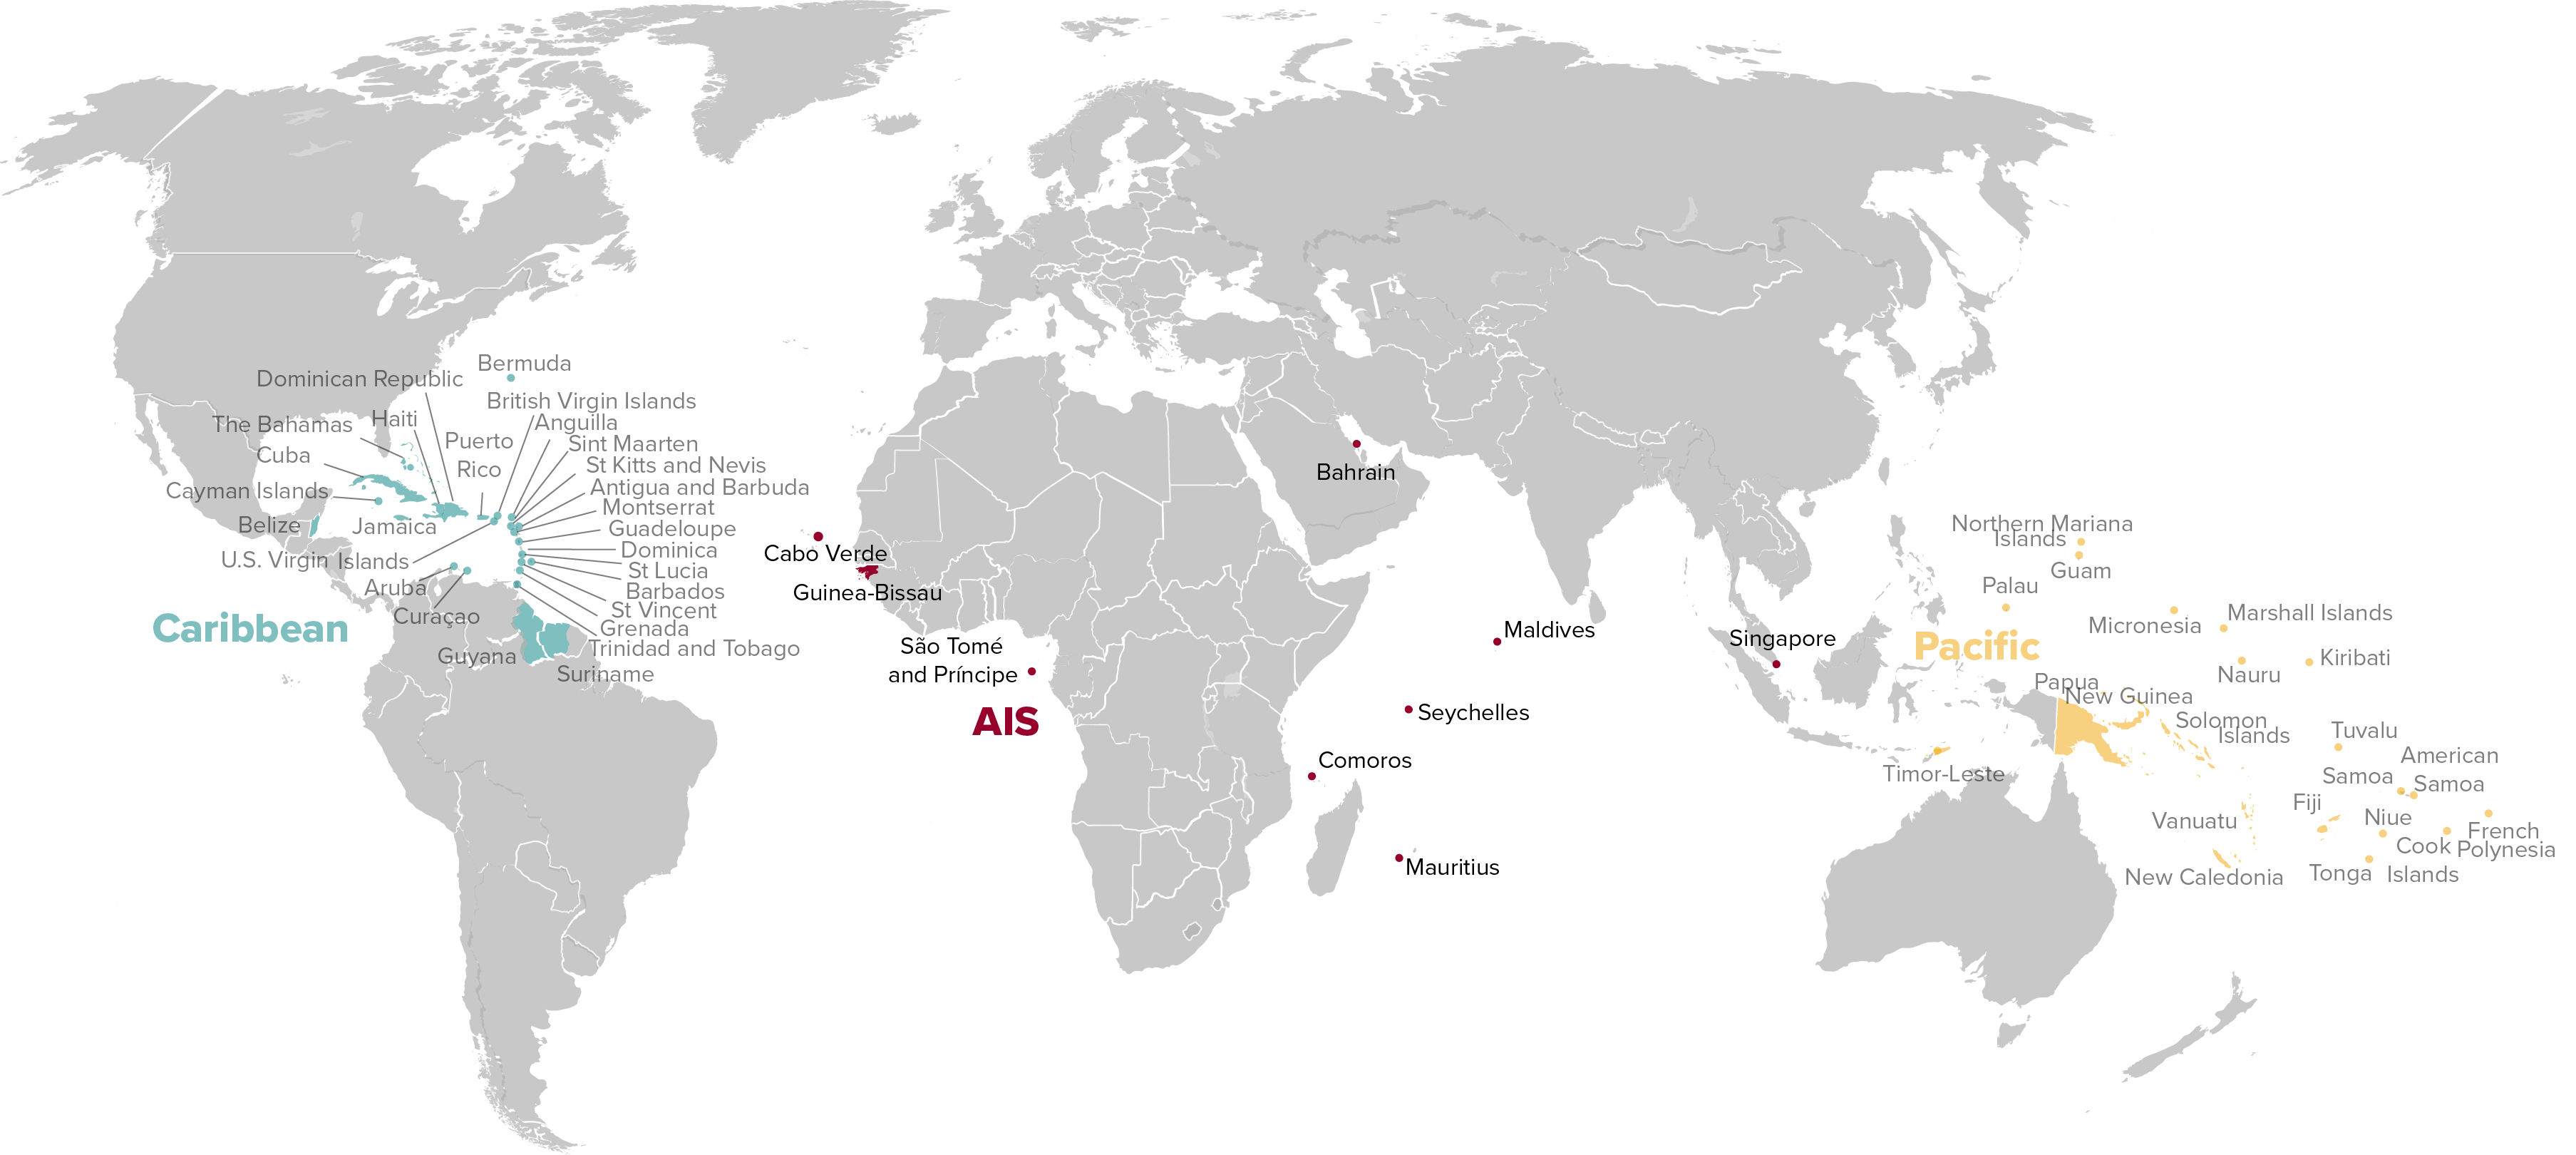 Bermuda
Dominican Republic
British Virgin Islands
The Bahamas
Haiti
Anguilla
Puerto
Rico
Sint Maarten
Cuba
St Kitts and Nevis
Cayman Islands
Antigua and Barbuda
Montserrat
Belize
Jamaica
Guadeloupe
U.S. Virgin Islands
Dominica
St Lucia
Aruba
Barbados
Curaçao
St Vincent
Grenada
Caribbean
Trinidad and Tobago
Guyana
Suriname
Cabo Verde
Guinea-Bissau
São Tomé
and Príncipe
AIS
Bahrain
Maldives
Seychelles
Comoros
Mauritius
Singapore
Northern Mariana
Islands
Guam
Palau
Micronesia
Marshall Islands
Pacific
Nauru
Kiribati
Papua
New Guinea
Solomon
Islands
Tuvalu
Timor-Leste
American
Samoa
Samoa
Fiji
Vanuatu
Niue
French
Polynesia
Cook
Islands
Tonga
New Caledonia